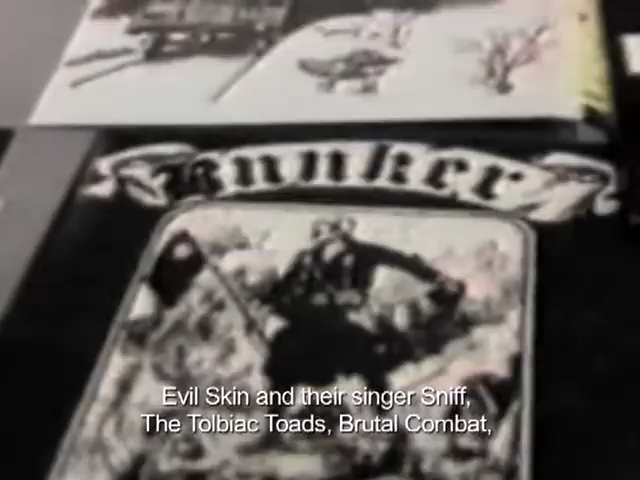 Bunker
Evil Skin and their singer Sniff,
The Tolbiac Toads, Brutal Combat,